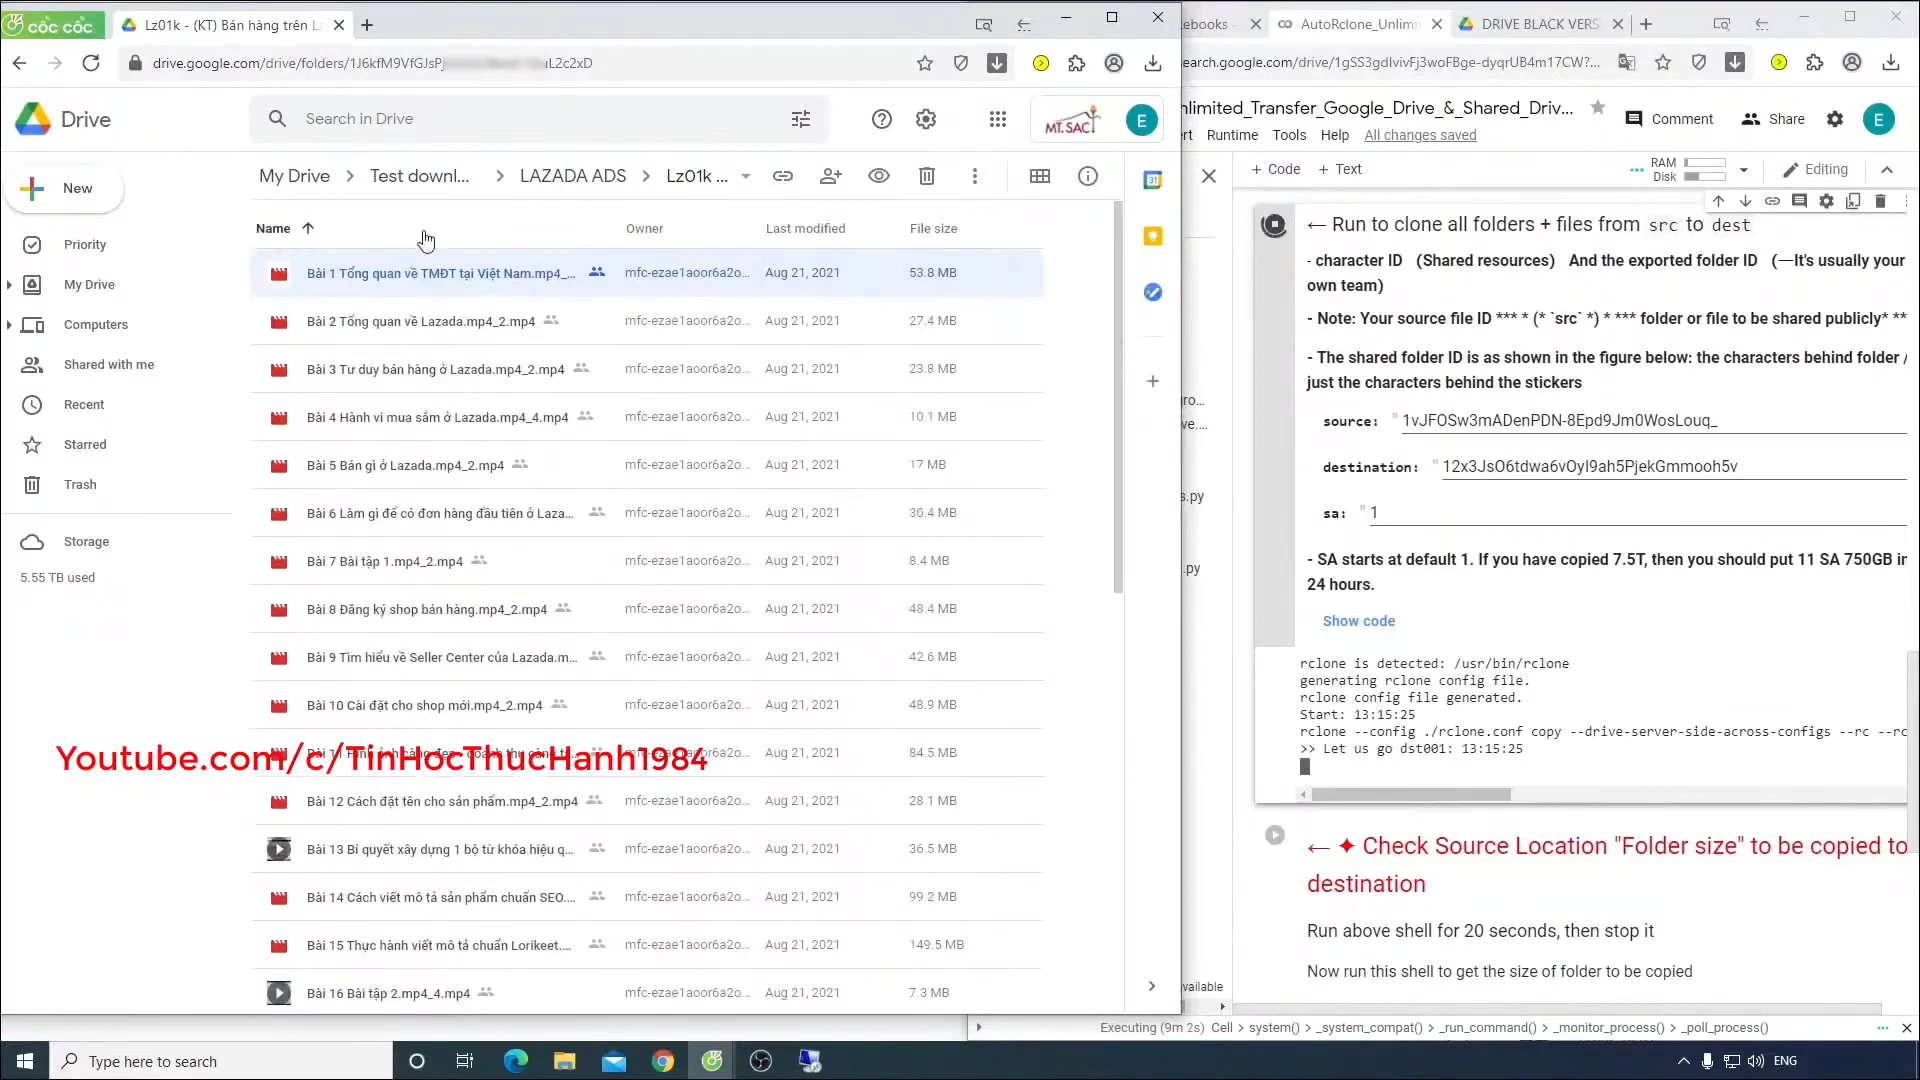 cốc cốc
Lz01k - (KT) Bán hàng trên L
drive.google.com/drive/folders/1J6kfM9VfGJsPj
uL2c2xD
Drive
Search in Drive
MT. SAC
E
New
My Drive > Test downl... > LAZADA ADS > Lz01k ...
Priority
My Drive
Computers
Shared with me
Recent
Starred
Trash
Storage
5.55 TB used
Name Owner Last modified File size
Bài 1 Tổng quan về TMĐT tại Việt Nam.mp4_... mfc-ezae1aoor6a2o... Aug 21, 2021 53.8 MB
Bài 2 Tổng quan về Lazada.mp4_2.mp4 mfc-ezae1aoor6a2o... Aug 21, 2021 27.4 MB
Bài 3 Tư duy bán hàng ở Lazada.mp4_2.mp4 mfc-ezae1aoor6a2o... Aug 21, 2021 23.8 MB
Bài 4 Hành vi mua sắm ở Lazada.mp4_4.mp4 mfc-ezae1aoor6a2o... Aug 21, 2021 10.1 MB
Bài 5 Bán gì ở Lazada.mp4_2.mp4 mfc-ezae1aoor6a2o... Aug 21, 2021 17 MB
Bài 6 Làm gì để có đơn hàng đầu tiên ở Laza... mfc-ezae1aoor6a2o... Aug 21, 2021 36.4 MB
Bài 7 Bài tập 1.mp4_2.mp4 mfc-ezae1aoor6a2o... Aug 21, 2021 8.4 MB
Bài 8 Đăng ký shop bán hàng.mp4_2.mp4 mfc-ezae1aoor6a2o... Aug 21, 2021 48.4 MB
Bài 9 Tìm hiểu về Seller Center của Lazada.m... mfc-ezae1aoor6a2o... Aug 21, 2021 42.6 MB
Bài 10 Cài đặt cho shop mới.mp4_2.mp4 mfc-ezae1aoor6a2o... Aug 21, 2021 48.9 MB
Aug 21, 2021 84.5 MB
Youtube.com/c/TinHocThucHanh1984
Bài 12 Cách đặt tên cho sản phẩm.mp4_2.mp4 mfc-ezae1aoor6a2o... Aug 21, 2021 28.1 MB
Bài 13 Bí quyết xây dựng 1 bộ từ khóa hiệu q... mfc-ezae1aoor6a2o... Aug 21, 2021 36.5 MB
Bài 14 Cách viết mô tả sản phẩm chuẩn SEO.... mfc-ezae1aoor6a2o... Aug 21, 2021 99.2 MB
Bài 15 Thực hành viết mô tả chuẩn Lorikeet.... mfc-ezae1aoor6a2o... Aug 21, 2021 149.5 MB
Bài 16 Bài tập 2.mp4_4.mp4 mfc-ezae1aoor6a2o... Aug 21, 2021 7.3 MB
31
tebooks - AutoRclone_Unlimi DRIVE BLACK VERS
search.google.com/drive/1gSS3gdIvivFj3woFBge-dyqrUB4m17CW?...
nlimited_Transfer_Google_Drive_&_Shared_Driv...
Comment Share E
rt Runtime Tools Help All changes saved
+ Code + Text RAM Disk Editing
ve....
s.py
.py
vailable
← Run to clone all folders + files from src to dest
- character ID (Shared resources) And the exported folder ID (—It's usually your
own team)
- Note: Your source file ID *** * (* `src` *) * *** folder or file to be shared publicly* **
- The shared folder ID is as shown in the figure below: the characters behind folder /
just the characters behind the stickers
source: " 1vJFOSw3mADenPDN-8Epd9Jm0WosLouq_
destination: " 12x3JsO6tdwa6vOyI9ah5PjekGmmooh5v
sa: " 1
- SA starts at default 1. If you have copied 7.5T, then you should put 11 SA 750GB in
24 hours.
Show code
rclone is detected: /usr/bin/rclone
generating rclone config file.
rclone config file generated.
Start: 13:15:25
rclone --config ./rclone.conf copy --drive-server-side-across-configs --rc --rc
>> Let us go dst001: 13:15:25
← ✦ Check Source Location "Folder size" to be copied to
destination
Run above shell for 20 seconds, then stop it
Now run this shell to get the size of folder to be copied
Executing (9m 2s) Cell > system() > _system_compat() > _run_command() > _monitor_process() > _poll_process()
Type here to search
ENG